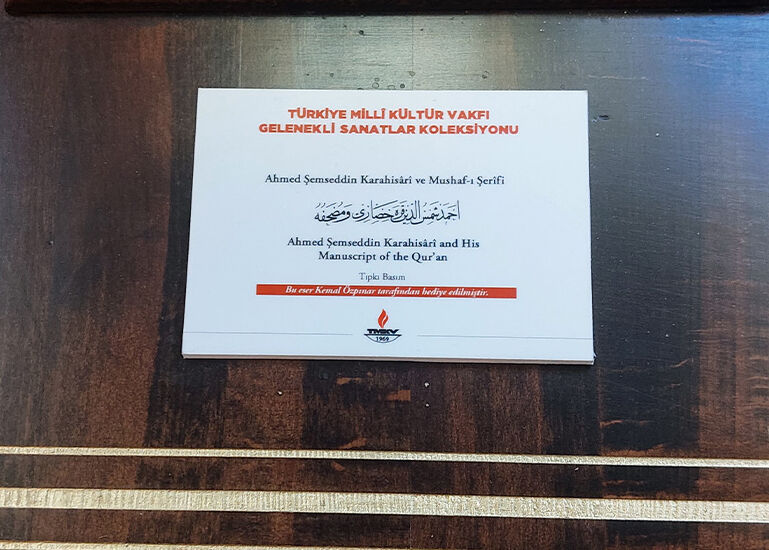 TÜRKİYE MİLLÎ KÜLTÜR VAKFI
GELENEKLİ SANATLAR KOLEKSİYONU
Ahmed Şemseddin Karahisârî ve Mushaf-ı Şerîfi
احمد شمس الدين قره حصاري ومصحفه
Ahmed Şemseddin Karahisârî and His
Manuscript of the Qur'an
Tıpkı Basım
Bu eser Kemal Özpınar tarafından hediye edilmiştir.
TMKV
1969